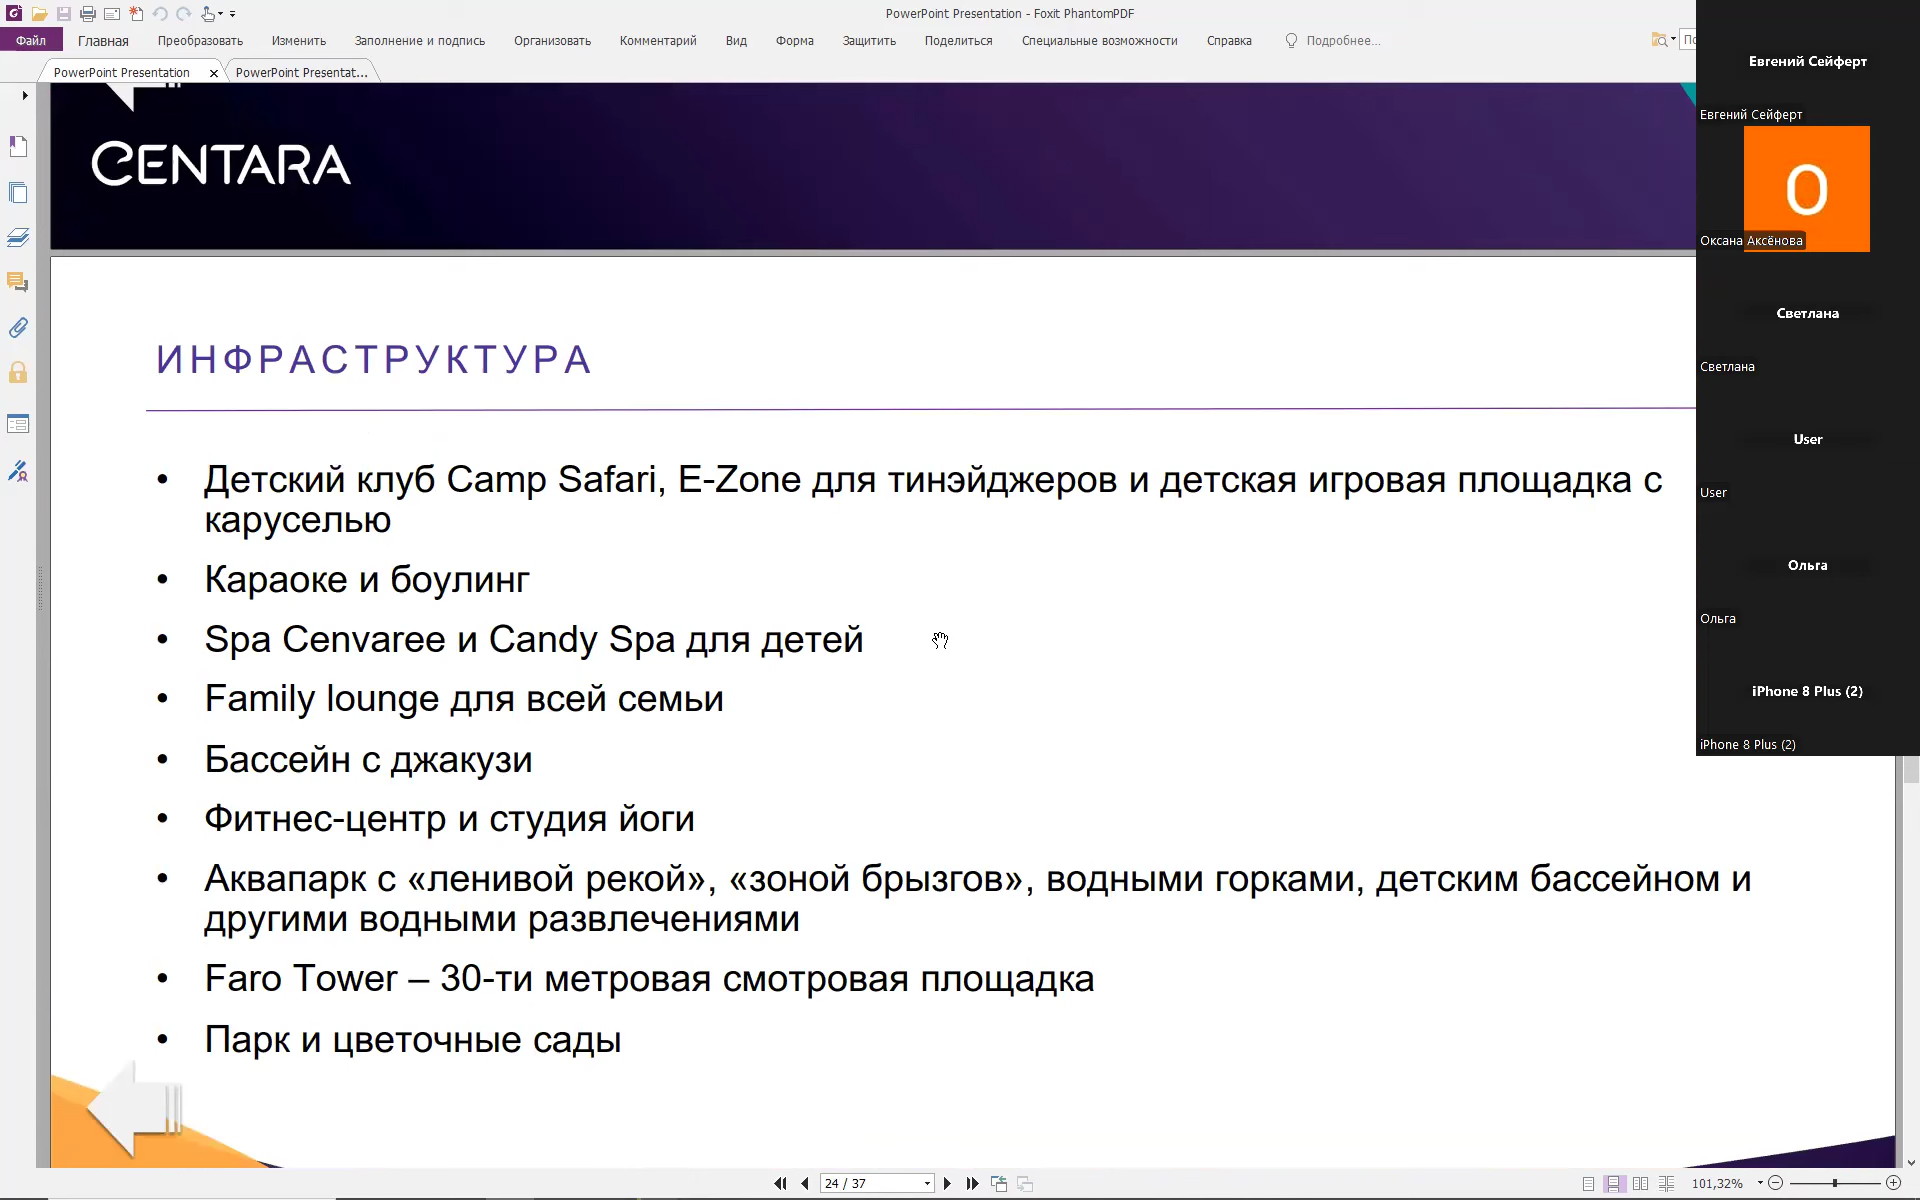 PowerPoint Presentation - Foxit PhantomPDF
Файл Главная Преобразовать Изменить Заполнение и подпись Организовать Комментарий Вид Форма Защитить Поделиться Специальные возможности Справка Подробнее...
PowerPoint Presentation PowerPoint Presentat...
CENTARA
ИНФРАСТРУКТУРА
• Детский клуб Camp Safari, E-Zone для тинэйджеров и детская игровая площадка с
каруселью
• Караоке и боулинг
• Spa Cenvaree и Candy Spa для детей
• Family lounge для всей семьи
• Бассейн с джакузи
• Фитнес-центр и студия йоги
• Аквапарк с «ленивой рекой», «зоной брызгов», водными горками, детским бассейном и
другими водными развлечениями
• Faro Tower – 30-ти метровая смотровая площадка
• Парк и цветочные сады
Евгений Сейферт
Евгений Сейферт
О
Оксана Аксёнова
Светлана
Светлана
User
User
Ольга
Ольга
iPhone 8 Plus (2)
iPhone 8 Plus (2)
24 / 37
101,32%